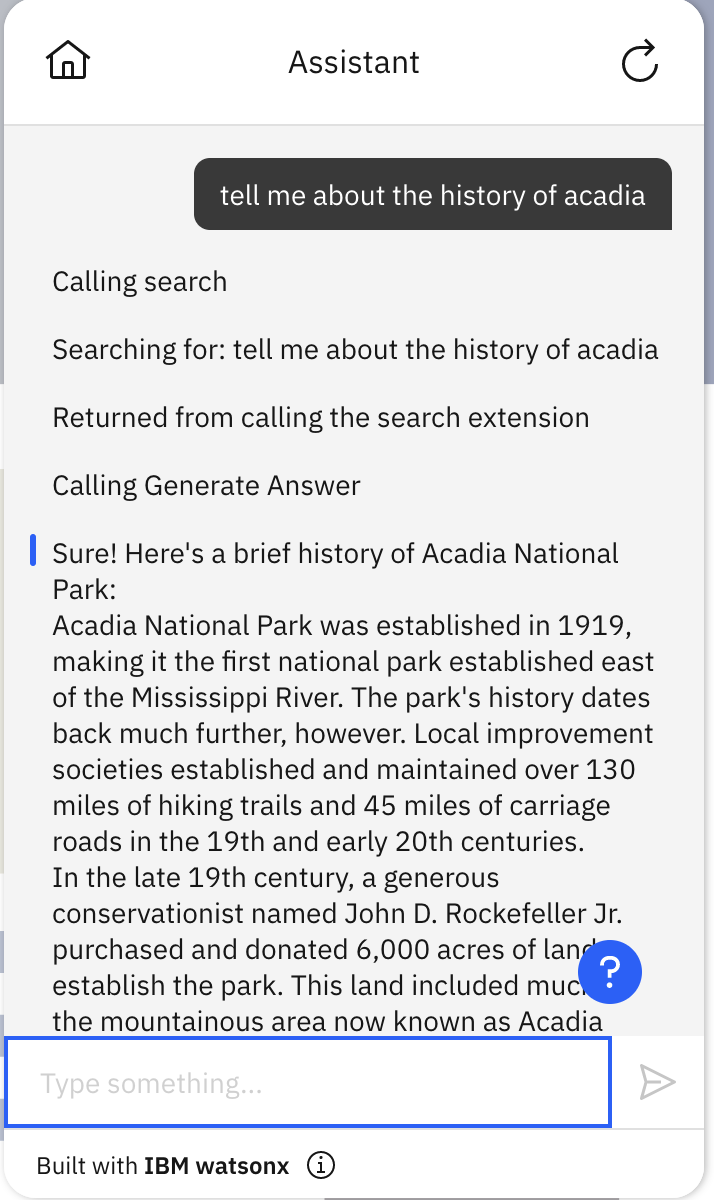 Assistant
tell me about the history of acadia
Calling search
Searching for: tell me about the history of acadia
Returned from calling the search extension
Calling Generate Answer
Sure! Here's a brief history of Acadia National
Park:
Acadia National Park was established in 1919,
making it the first national park established east
of the Mississippi River. The park's history dates
back much further, however. Local improvement
societies established and maintained over 130
miles of hiking trails and 45 miles of carriage
roads in the 19th and early 20th centuries.
In the late 19th century, a generous
conservationist named John D. Rockefeller Jr.
purchased and donated 6,000 acres of land
establish the park. This land included much
the mountainous area now known as Acadia
?
Type something...
Built with IBM watsonx